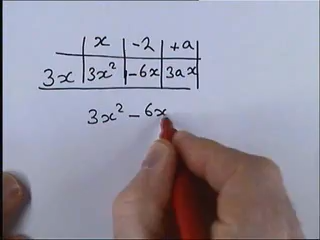 x -2 +a
3x 3x² -6x 3ax
3x² - 6x